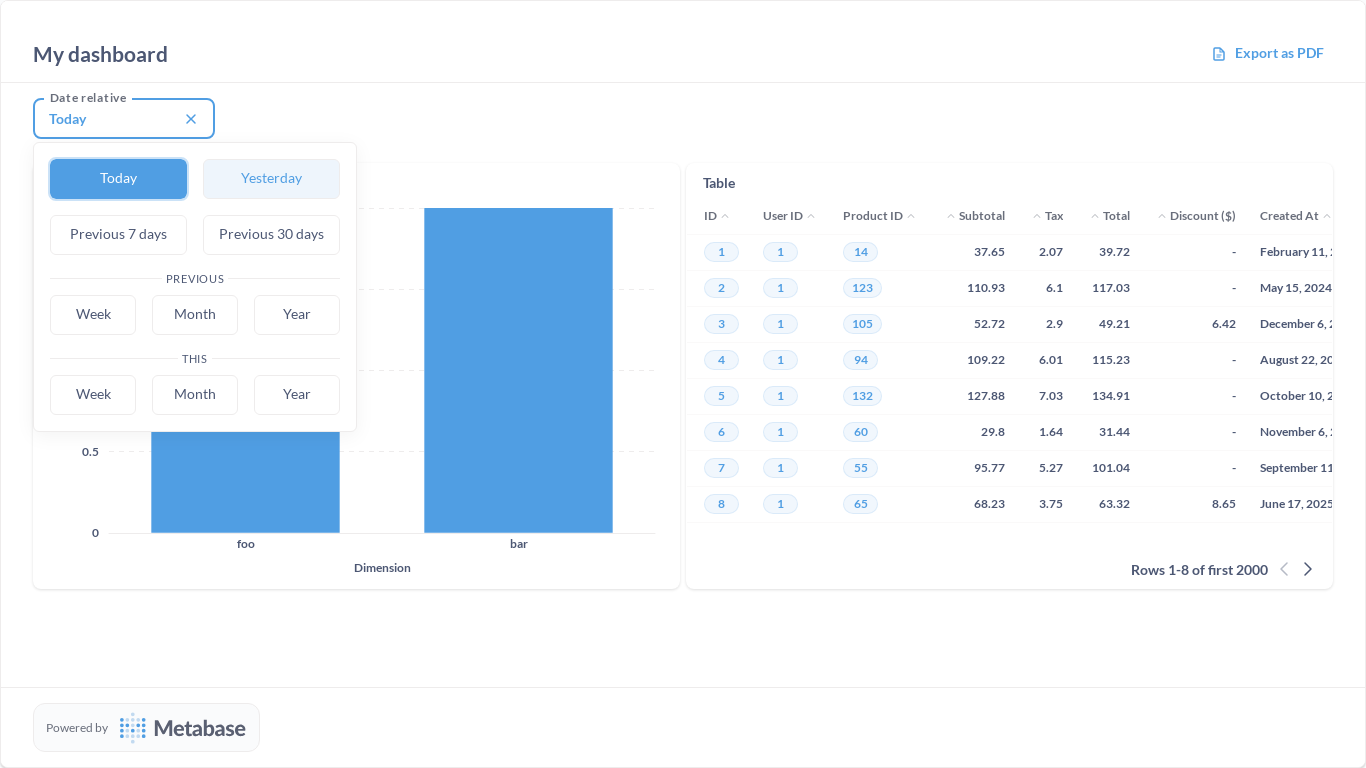 My dashboard
Export as PDF
Date relative
Today
Today Yesterday
Previous 7 days Previous 30 days
PREVIOUS
Week Month Year
THIS
Week Month Year
0.5
0
foo bar
Dimension
Table
ID User ID Product ID Subtotal Tax Total Discount ($) Created At
1 1 14 37.65 2.07 39.72 - February 11,
2 1 123 110.93 6.1 117.03 - May 15, 2024
3 1 105 52.72 2.9 49.21 6.42 December 6,
4 1 94 109.22 6.01 115.23 - August 22, 20
5 1 132 127.88 7.03 134.91 - October 10,
6 1 60 29.8 1.64 31.44 - November 6,
7 1 55 95.77 5.27 101.04 - September 11
8 1 65 68.23 3.75 63.32 8.65 June 17, 2025
Rows 1-8 of first 2000
Powered by Metabase